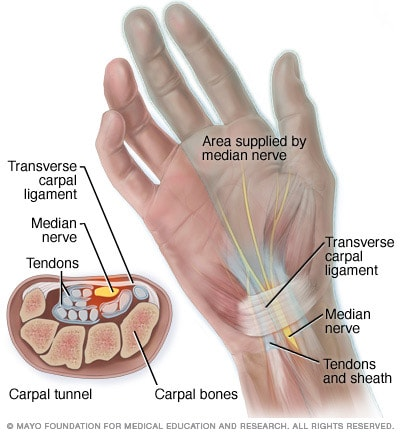 Area supplied by
median nerve
Transverse
carpal
ligament
Median
nerve
Tendons
Carpal tunnel
Carpal bones
Transverse
carpal
ligament
Median
nerve
Tendons
and sheath
© MAYO FOUNDATION FOR MEDICAL EDUCATION AND RESEARCH. ALL RIGHTS RESERVED.